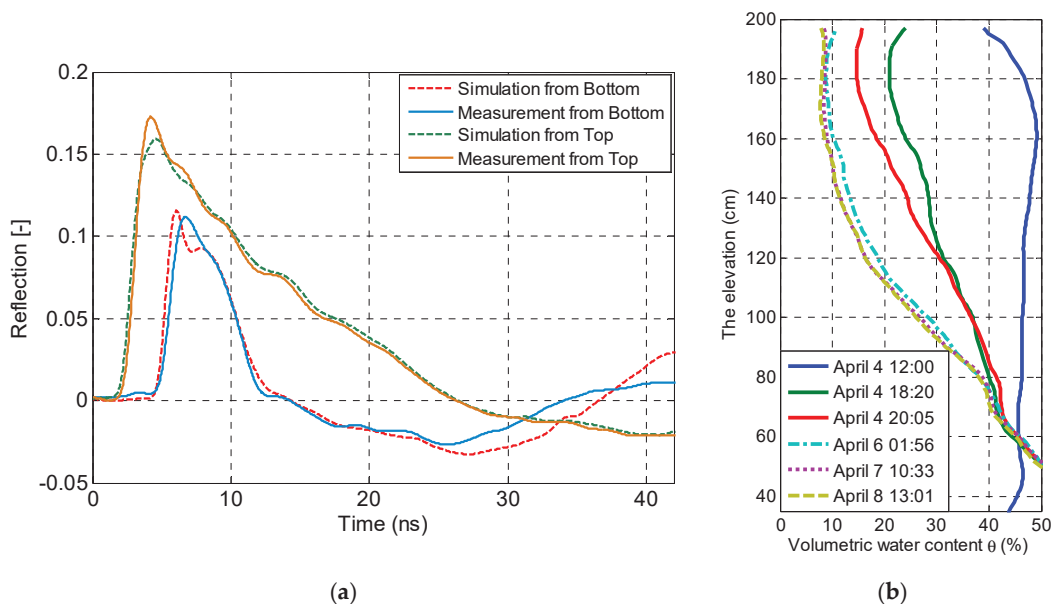 0.2
0.15
0.1
0.05
0
-0.05
Reflection [-]
0
10
20
30
40
Time (ns)
Simulation from Bottom
Measurement from Bottom
Simulation from Top
Measurement from Top
(a)
(b)
200
180
160
140
120
100
80
60
40
The elevation (cm)
0
10
20
30
40
50
Volumetric water content θ (%)
April 4 12:00
April 4 18:20
April 4 20:05
April 6 01:56
April 7 10:33
April 8 13:01
(b)